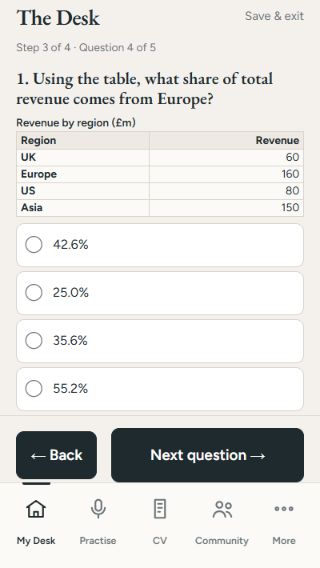 The Desk
Save & exit
Step 3 of 4 · Question 4 of 5
1. Using the table, what share of total
revenue comes from Europe?
Revenue by region (£m)
Region Revenue
UK 60
Europe 160
US 80
Asia 150
42.6%
25.0%
35.6%
55.2%
← Back
Next question →
My Desk
Practise
CV
Community
More